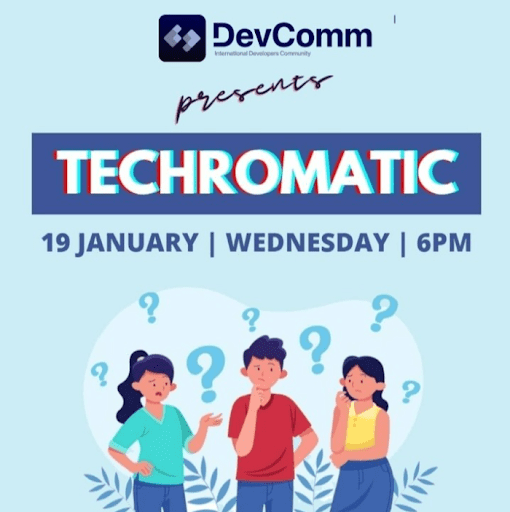 DevComm
International Developers Community
presents
TECHROMATIC
19 JANUARY | WEDNESDAY | 6PM
? ? ? ? ? ? ?